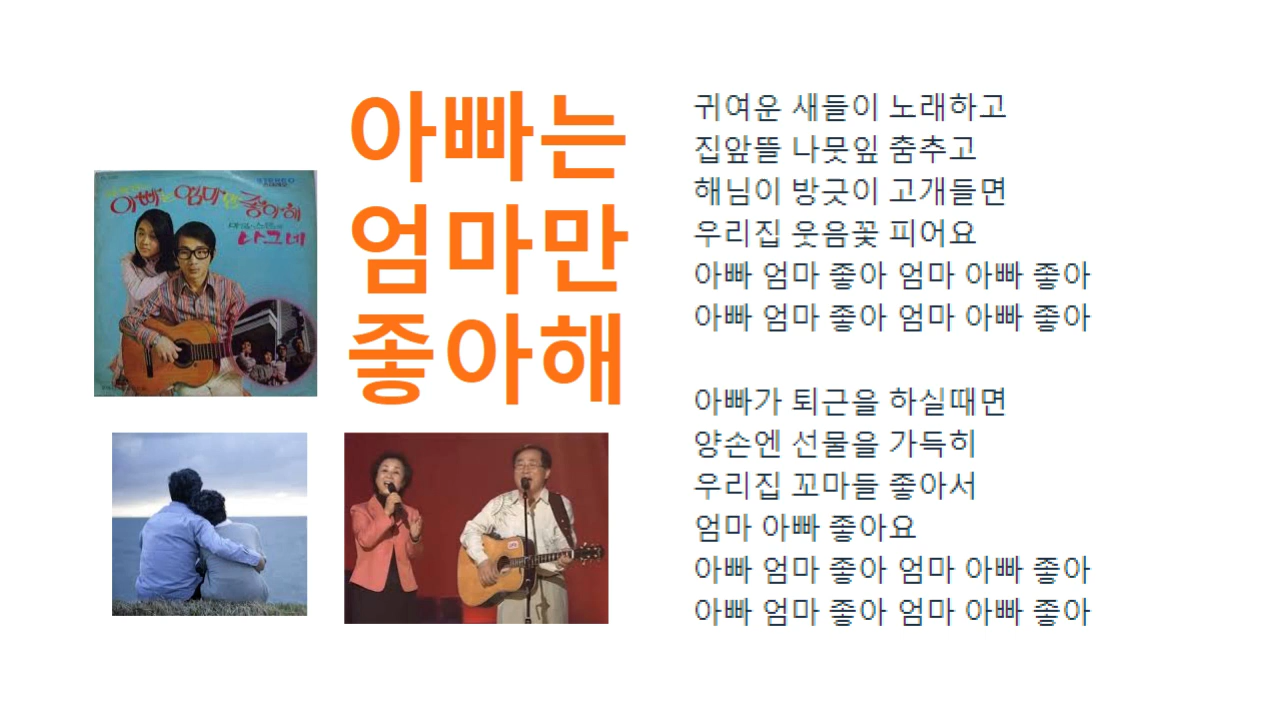 아빠는
엄마만
좋아해
STEREO
아빠는 엄마만 좋아해
나그네
귀여운 새들이 노래하고
집앞뜰 나뭇잎 춤추고
해님이 방긋이 고개들면
우리집 웃음꽃 피어요
아빠 엄마 좋아 엄마 아빠 좋아
아빠 엄마 좋아 엄마 아빠 좋아
아빠가 퇴근을 하실때면
양손엔 선물을 가득히
우리집 꼬마들 좋아서
엄마 아빠 좋아요
아빠 엄마 좋아 엄마 아빠 좋아
아빠 엄마 좋아 엄마 아빠 좋아